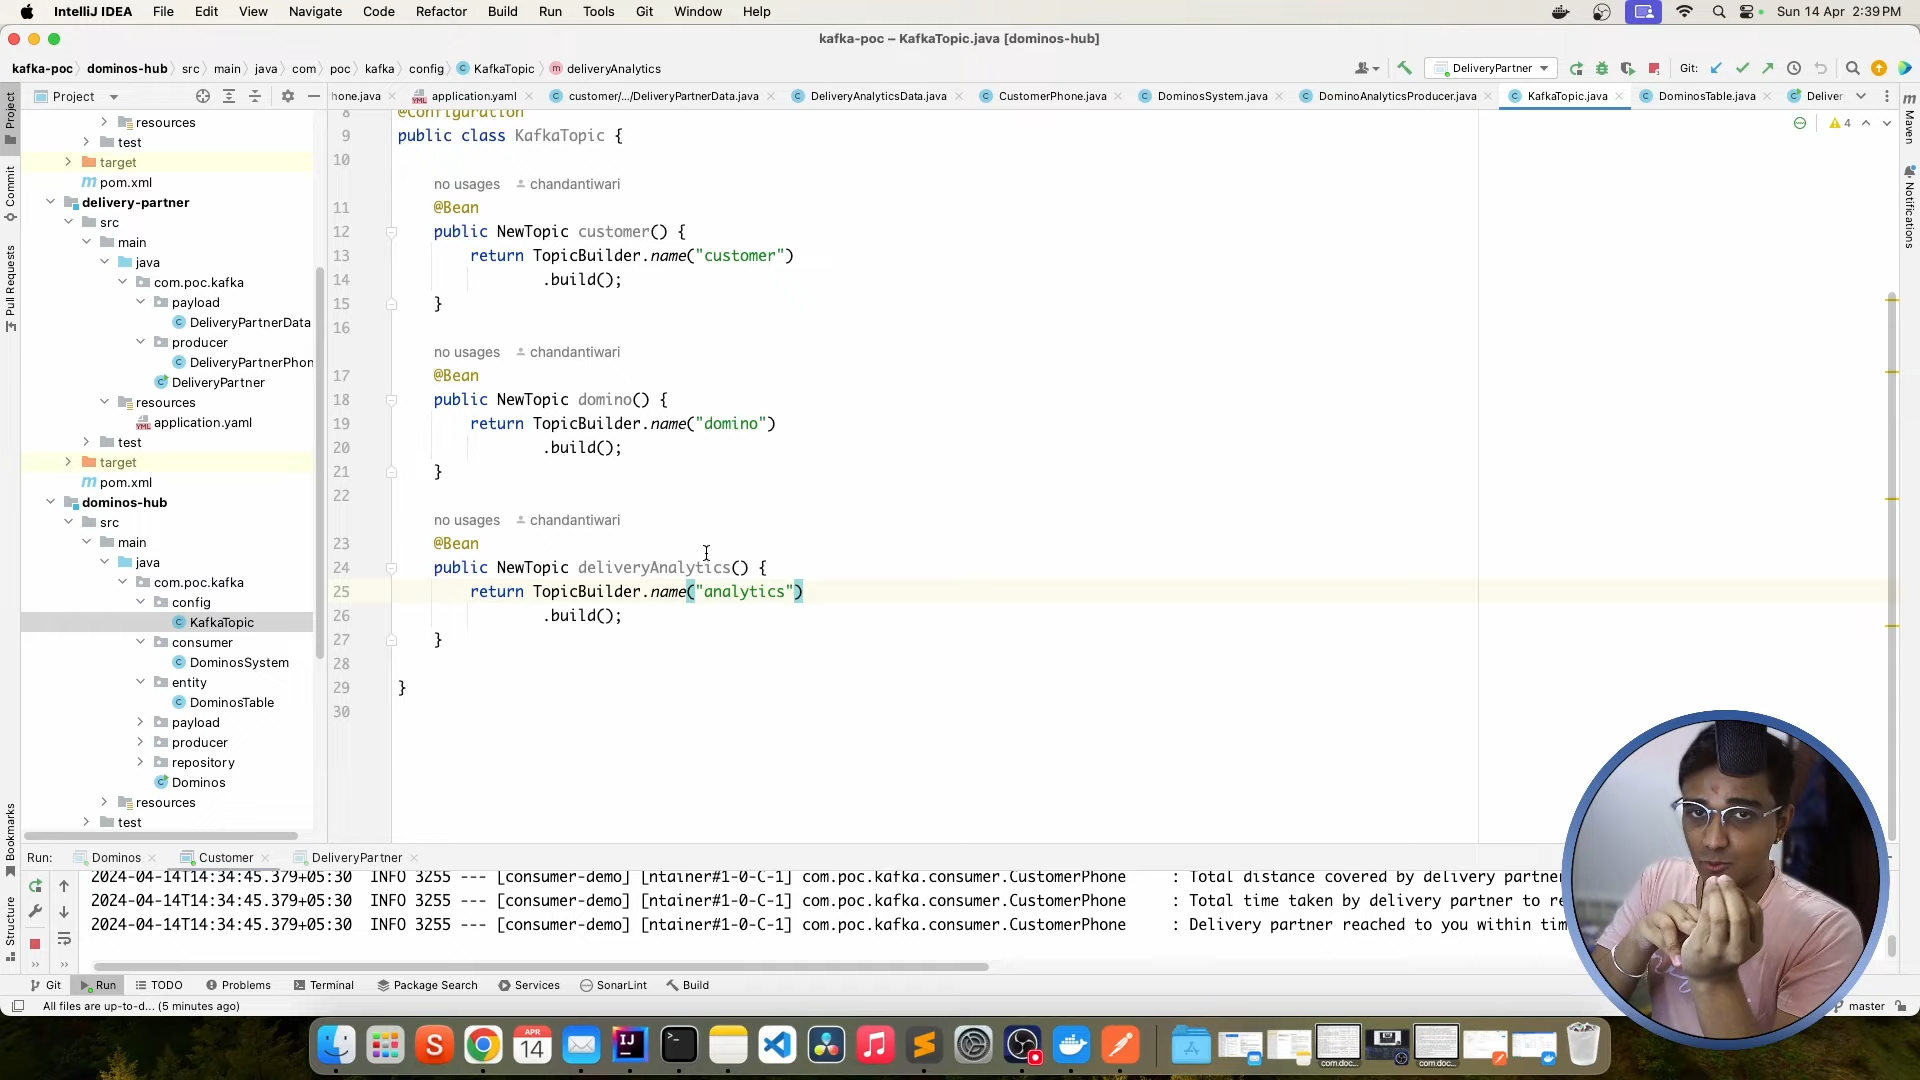 IntelliJ IDEA File Edit View Navigate Code Refactor Build Run Tools Git Window Help Sun 14 Apr 2:39 PM
kafka-poc – KafkaTopic.java [dominos-hub]
kafka-poc dominos-hub src main java com poc kafka config KafkaTopic deliveryAnalytics DeliveryPartner Git:
Project hone.java application.yaml customer/.../DeliveryPartnerData.java DeliveryAnalyticsData.java CustomerPhone.java DominosSystem.java DominoAnalyticsProducer.java KafkaTopic.java DominosTable.java Deliver
Project
Commit
Pull Requests
Bookmarks
Structure
Maven
Notifications
4
resources
test
target
pom.xml
delivery-partner
src
main
java
com.poc.kafka
payload
DeliveryPartnerData
producer
DeliveryPartnerPhon
DeliveryPartner
resources
application.yaml
test
target
pom.xml
dominos-hub
src
main
java
com.poc.kafka
config
KafkaTopic
consumer
DominosSystem
entity
DominosTable
payload
producer
repository
Dominos
resources
test
8 @Configuration
9 public class KafkaTopic {
10
no usages chandantiwari
11 @Bean
12 public NewTopic customer() {
13 return TopicBuilder.name("customer")
14 .build();
15 }
16
no usages chandantiwari
17 @Bean
18 public NewTopic domino() {
19 return TopicBuilder.name("domino")
20 .build();
21 }
22
no usages chandantiwari
23 @Bean
24 public NewTopic deliveryAnalytics() {
25 return TopicBuilder.name("analytics")
26 .build();
27 }
28
29 }
30
Run: Dominos Customer DeliveryPartner
2024-04-14T14:34:45.379+05:30 INFO 3255 --- [consumer-demo] [ntainer#1-0-C-1] com.poc.kafka.consumer.CustomerPhone : Total distance covered by delivery partne
2024-04-14T14:34:45.379+05:30 INFO 3255 --- [consumer-demo] [ntainer#1-0-C-1] com.poc.kafka.consumer.CustomerPhone : Total time taken by delivery partner to re
2024-04-14T14:34:45.379+05:30 INFO 3255 --- [consumer-demo] [ntainer#1-0-C-1] com.poc.kafka.consumer.CustomerPhone : Delivery partner reached to you within tim
Git Run TODO Problems Terminal Package Search Services SonarLint Build
All files are up-to-d... (5 minutes ago) master
APR
14